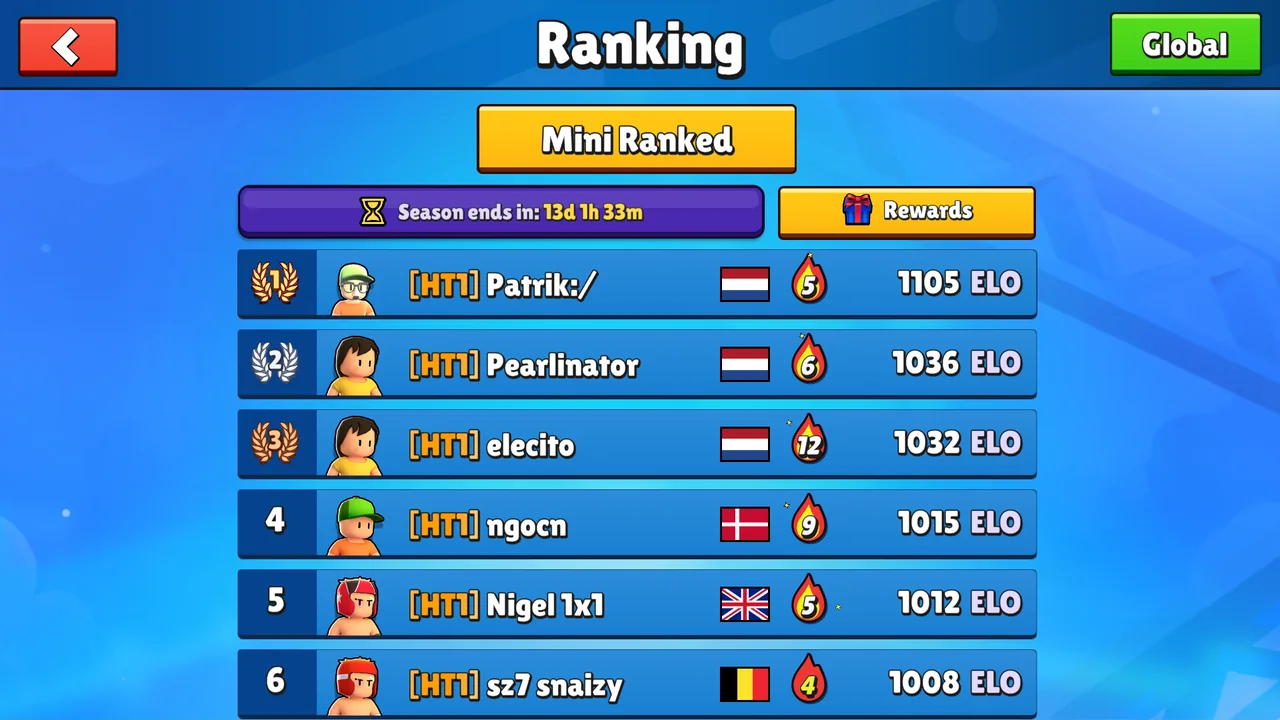 Ranking
Global
Mini Ranked
Season ends in: 13d 1h 33m
Rewards
1 [HT1] Patrik:/ 5 1105 ELO
2 [HT1] Pearlinator 6 1036 ELO
3 [HT1] elecito 12 1032 ELO
4 [HT1] ngocn 9 1015 ELO
5 [HT1] Nigel 1x1 5 1012 ELO
6 [HT1] sz7 snaizy 4 1008 ELO